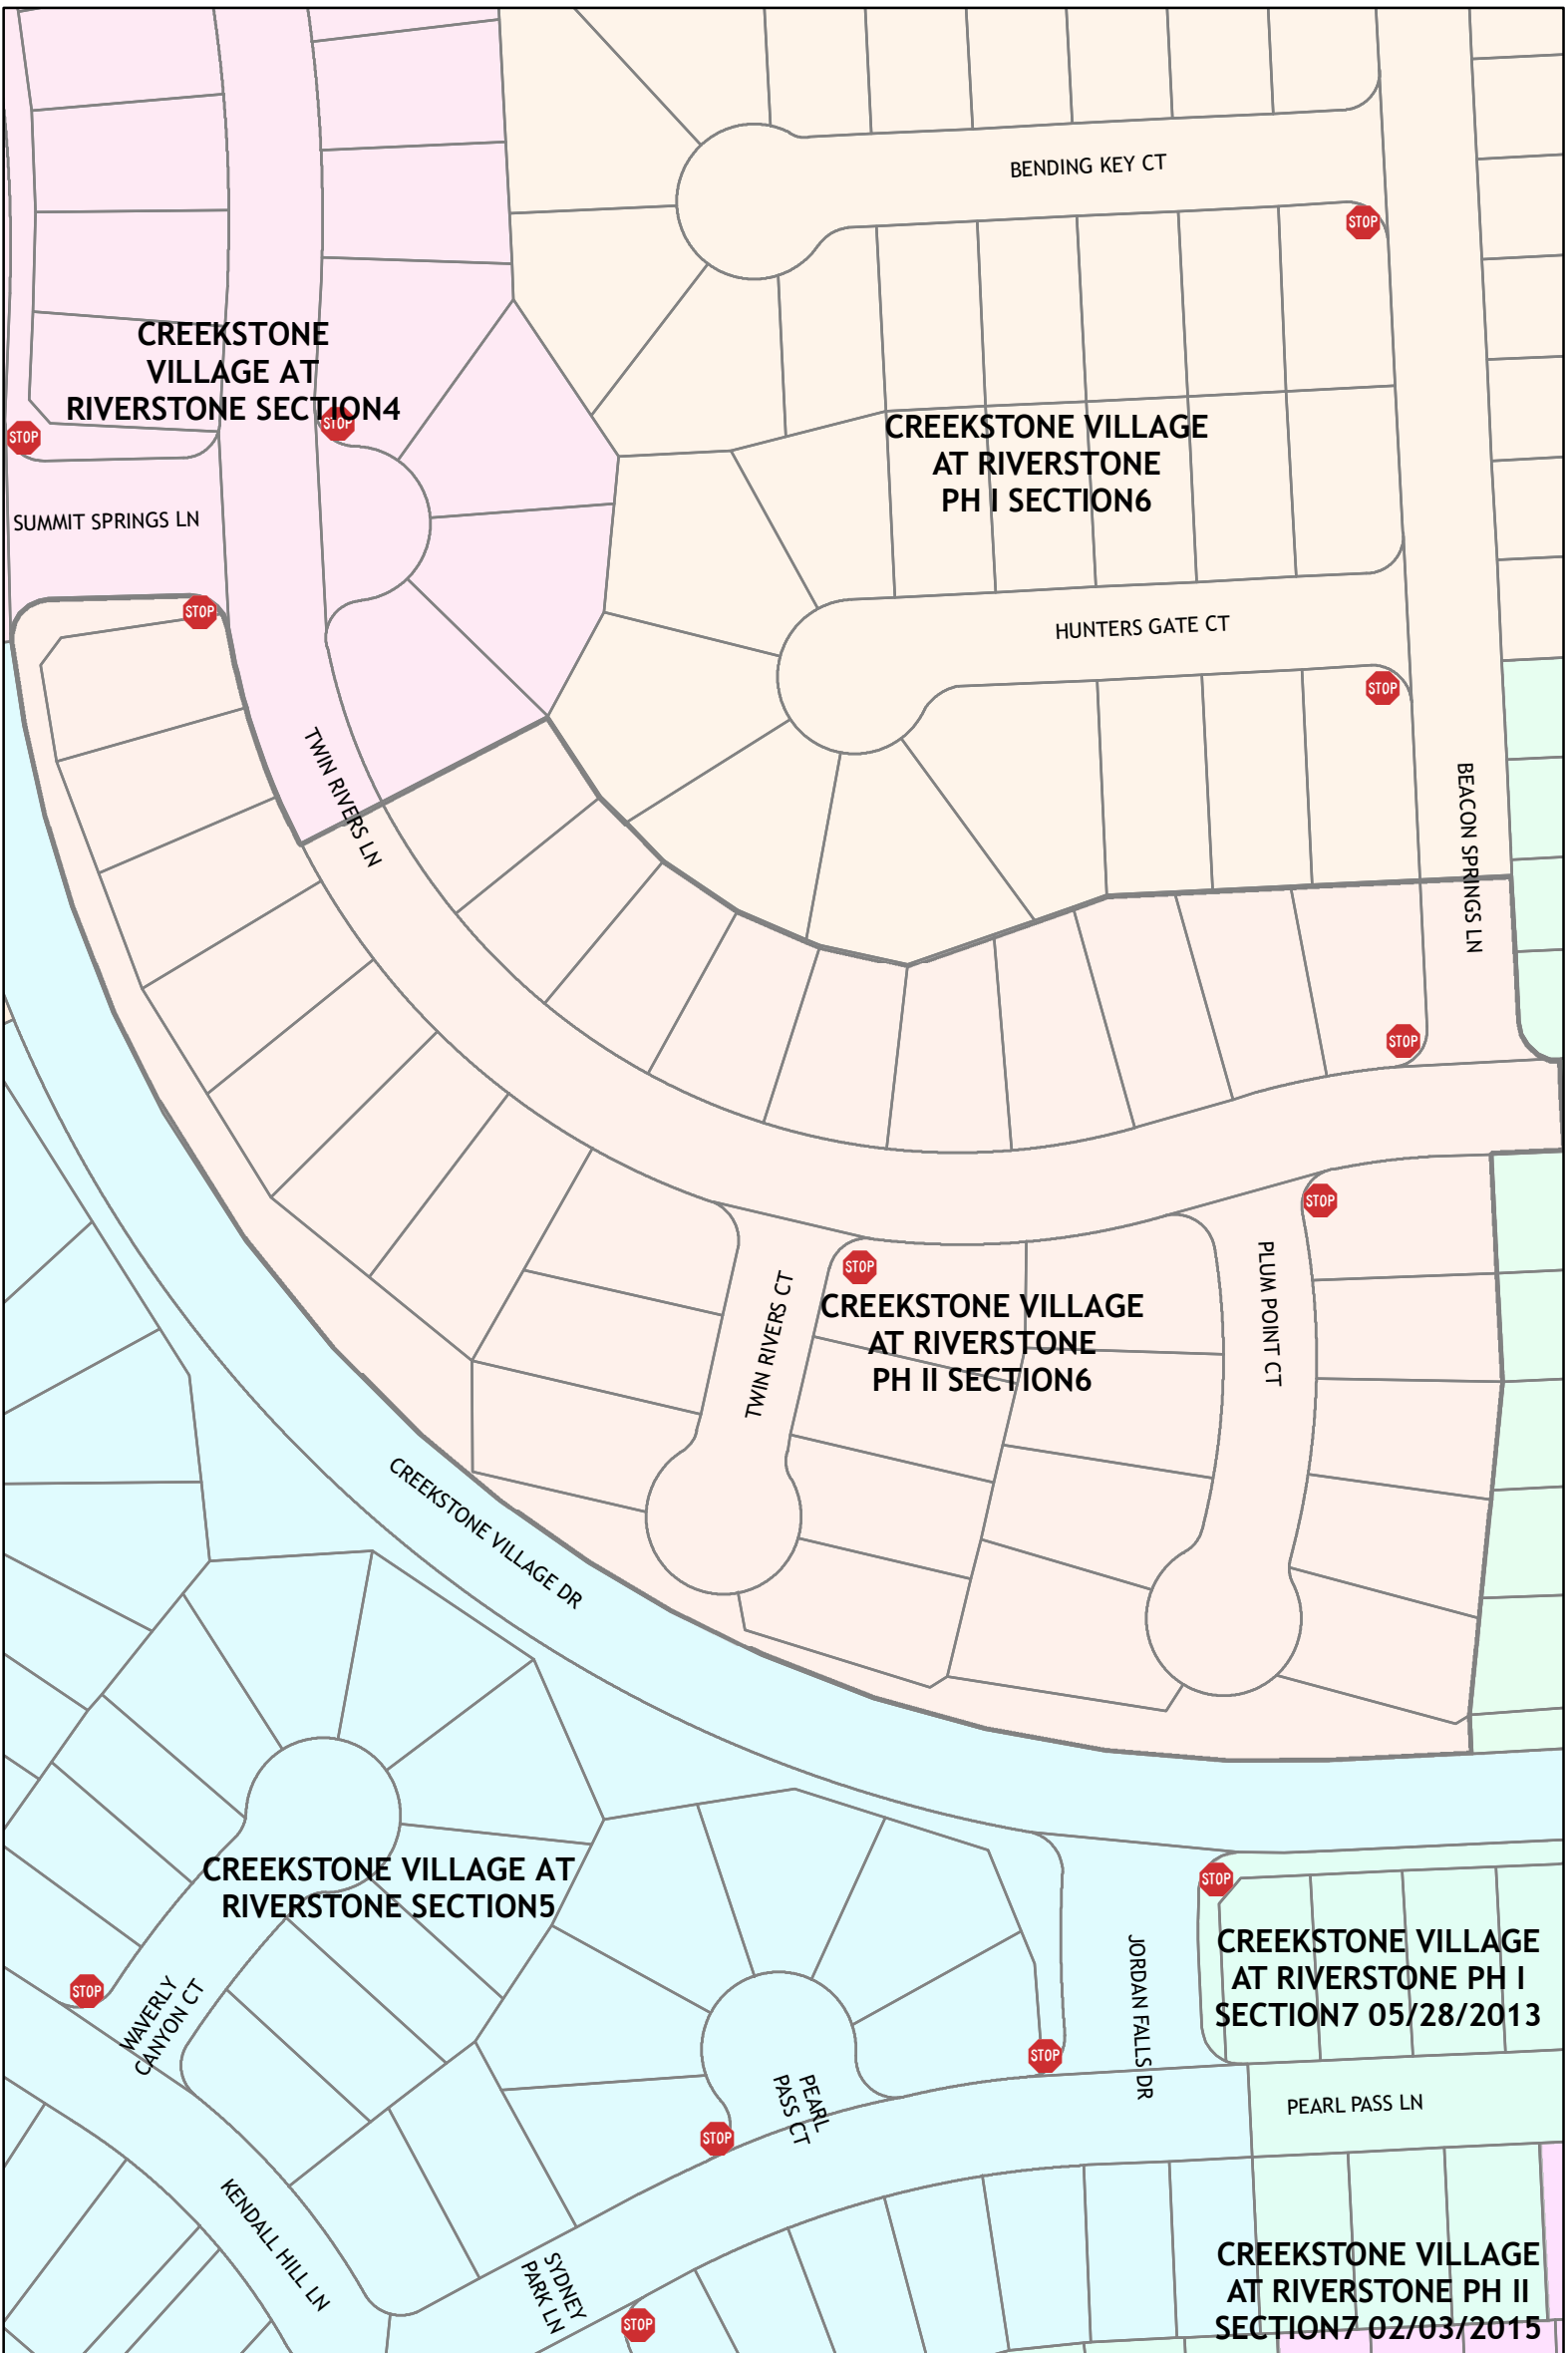 BENDING KEY CT
STOP
CREEKSTONE
VILLAGE AT
RIVERSTONE SECTION4
STOP
STOP
CREEKSTONE VILLAGE
AT RIVERSTONE
PH I SECTION6
SUMMIT SPRINGS LN
STOP
HUNTERS GATE CT
STOP
TWIN RIVERS LN
BEACON SPRINGS LN
STOP
STOP
STOP
PLUM POINT CT
TWIN RIVERS CT
CREEKSTONE VILLAGE
AT RIVERSTONE
PH II SECTION6
CREEKSTONE VILLAGE DR
CREEKSTONE VILLAGE AT
RIVERSTONE SECTION5
STOP
CREEKSTONE VILLAGE
AT RIVERSTONE PH I
SECTION7 05/28/2013
STOP
WAVERLY
CANYON CT
JORDAN FALLS DR
STOP
PEARL
PASS CT
STOP
PEARL PASS LN
KENDALL HILL LN
SYDNEY
PARK LN
STOP
CREEKSTONE VILLAGE
AT RIVERSTONE PH II
SECTION7 02/03/2015